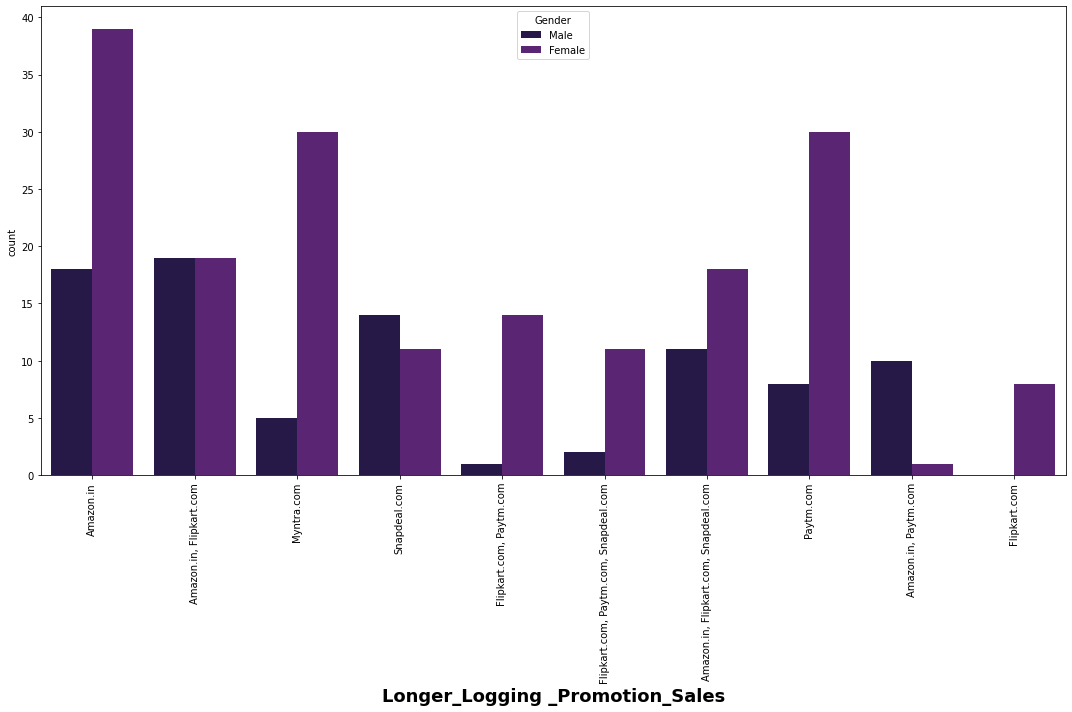 Gender
Male
Female
40
35
30
25
20
15
10
5
0
count
Amazon.in
Amazon.in, Flipkart.com
Myntra.com
Snapdeal.com
Flipkart.com, Paytm.com
Flipkart.com, Paytm.com, Snapdeal.com
Amazon.in, Flipkart.com, Snapdeal.com
Paytm.com
Amazon.in, Paytm.com
Flipkart.com
Longer_Logging _Promotion_Sales